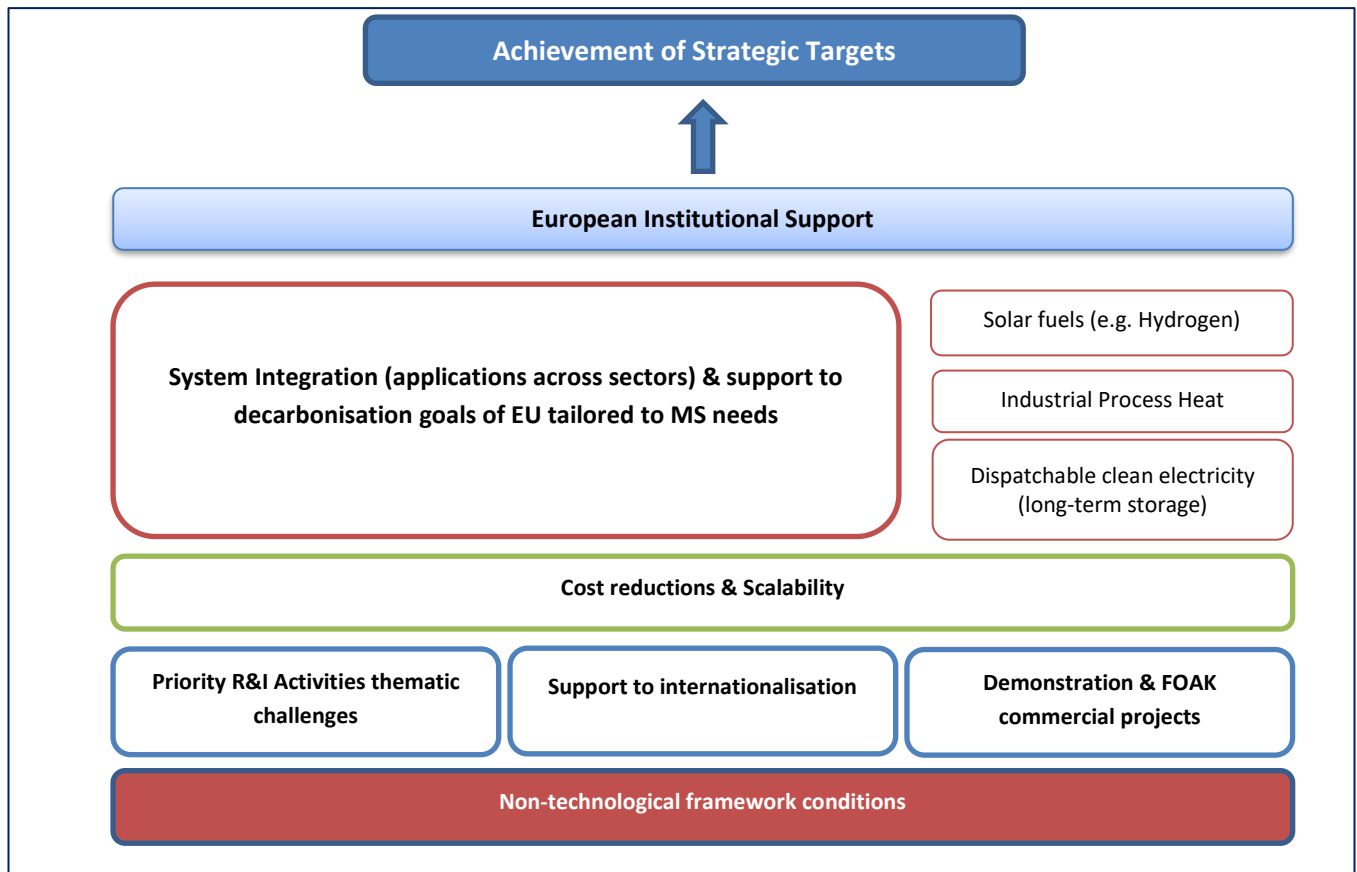 Achievement of Strategic Targets
European Institutional Support
System Integration (applications across sectors) & support to
decarbonisation goals of EU tailored to MS needs
Solar fuels (e.g. Hydrogen)
Industrial Process Heat
Dispatchable clean electricity
(long-term storage)
Cost reductions & Scalability
Priority R&I Activities thematic
challenges
Support to internationalisation
Demonstration & FOAK
commercial projects
Non-technological framework conditions